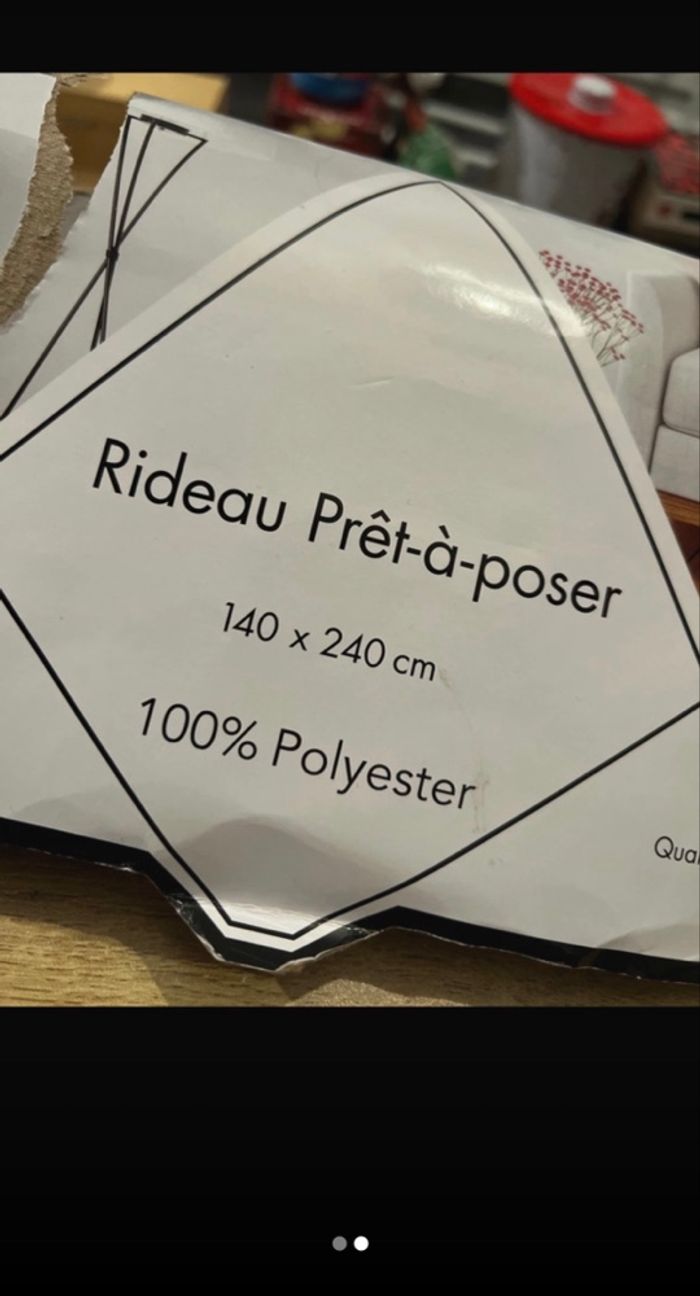 Rideau Prêt-à-poser
140 x 240 cm
100% Polyester